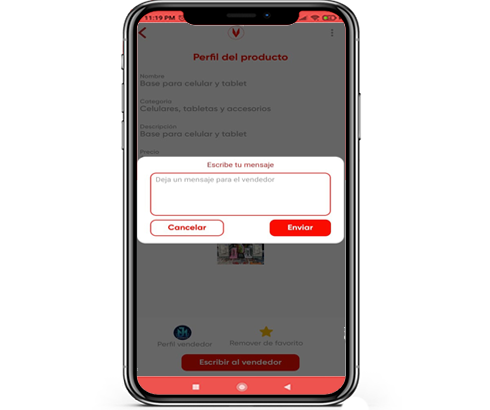 11:19 PM
Perfil del producto
Nombre
Base para celular y tablet
Categoria
Celulares, tabletas y accesorios
Descripcion
Base para celular y tablet
Precio
Escribe tu mensaje
Deja un mensaje para el vendedor
Cancelar
Enviar
Perfil vendedor
Remover de favorito
Escribir al vendedor